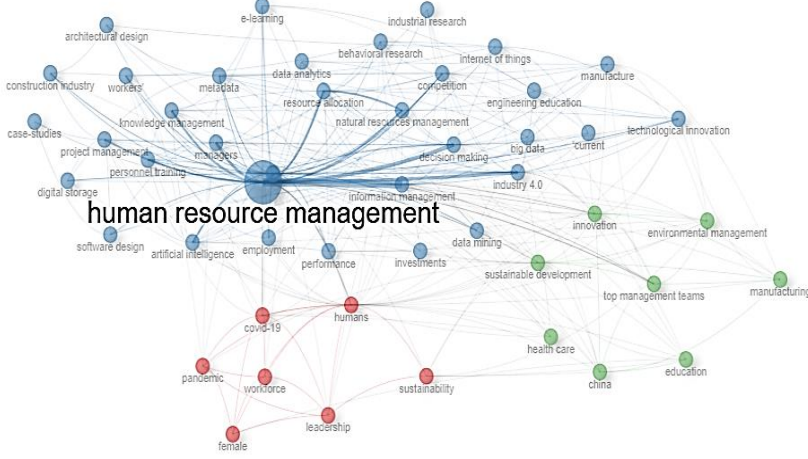 e-learning
industrial research
architectural design
behavioral research
internet of things
construction industry
workers'
metadata
data analytics
competition
manufacture
resource allocation
engineering education
knowledge management
natural resources management
case-studies
technological innovation
project management
managers
decision making
big data
current
personnel training
digital storage
information management
industry 4.0
human resource management
innovation
environmental management
software design
artificial intelligence
employment
data mining
performance
investments
sustainable development
top management teams
manufacturing
covid-19
humans
health care
pandemic
workforce
sustainability
china
education
leadership
female